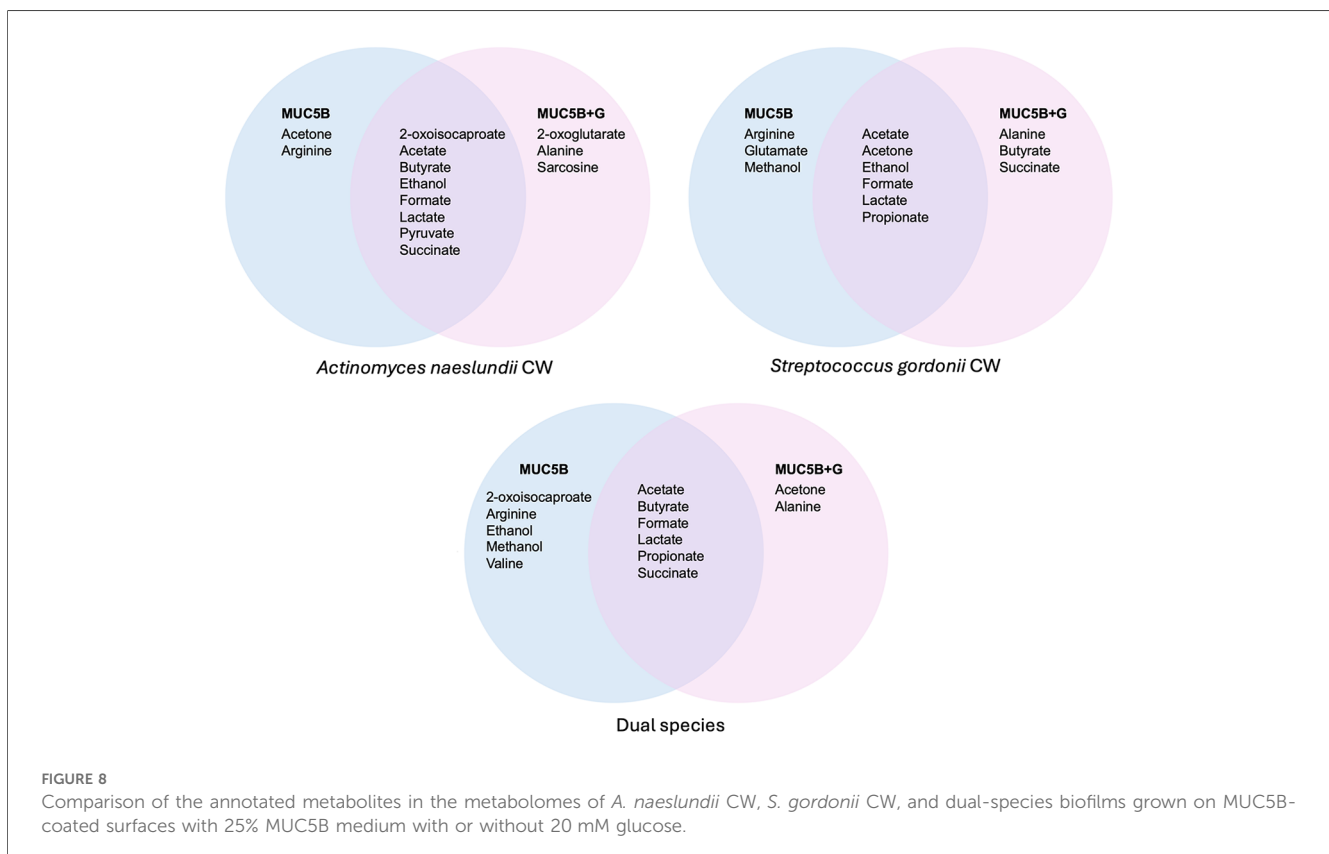 MUC5B
Acetone
Arginine
2-oxoisocaproate
Acetate
Butyrate
Ethanol
Formate
Lactate
Pyruvate
Succinate
MUC5B+G
2-oxoglutarate
Alanine
Sarcosine
Actinomyces naeslundii CW
MUC5B
Arginine
Glutamate
Methanol
Acetate
Acetone
Ethanol
Formate
Lactate
Propionate
MUC5B+G
Alanine
Butyrate
Succinate
Streptococcus gordonii CW
MUC5B
2-oxoisocaproate
Arginine
Ethanol
Methanol
Valine
Acetate
Butyrate
Formate
Lactate
Propionate
Succinate
MUC5B+G
Acetone
Alanine
Dual species
FIGURE 8
Comparison of the annotated metabolites in the metabolomes of A. naeslundii CW, S. gordonii CW, and dual-species biofilms grown on MUC5B-
coated surfaces with 25% MUC5B medium with or without 20 mM glucose.